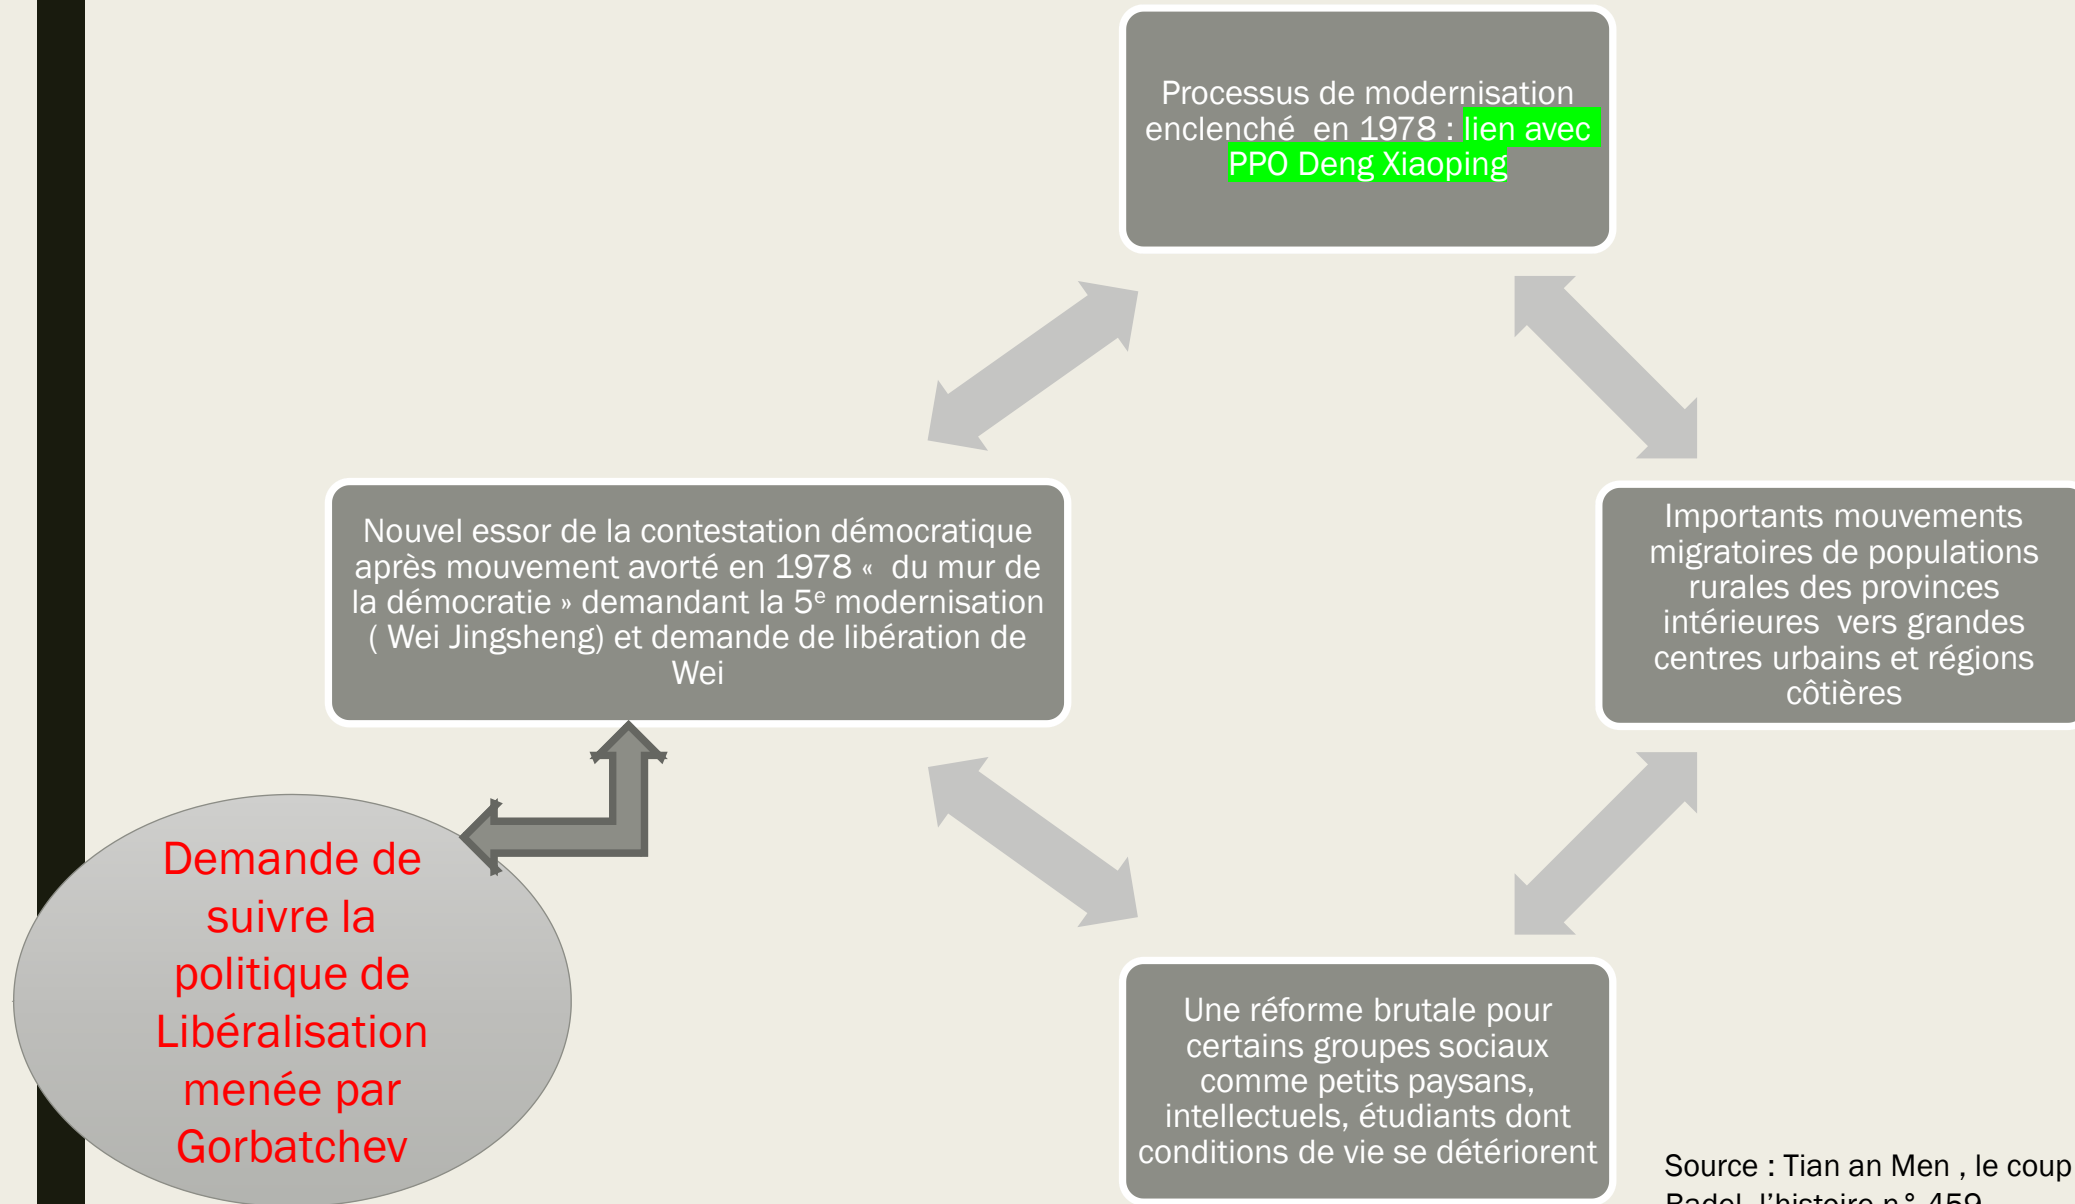 Processus de modernisation
enclenché  en 1978 : lien avec
PPO Deng Xiaoping
Nouvel essor de la contestation démocratique
après mouvement avorté en 1978 «  du mur de
la démocratie » demandant la 5e modernisation
( Wei Jingsheng) et demande de libération de
Wei
Importants mouvements
migratoires de populations
rurales des provinces
intérieures  vers grandes
centres urbains et régions
côtières
Demande de
suivre la
politique de
Libéralisation
menée par
Gorbatchev
Une réforme brutale pour
certains groupes sociaux
comme petits paysans,
intellectuels, étudiants dont
conditions de vie se détériorent
Source : Tian an Men , le coup
Badel, l'histoire n° 459